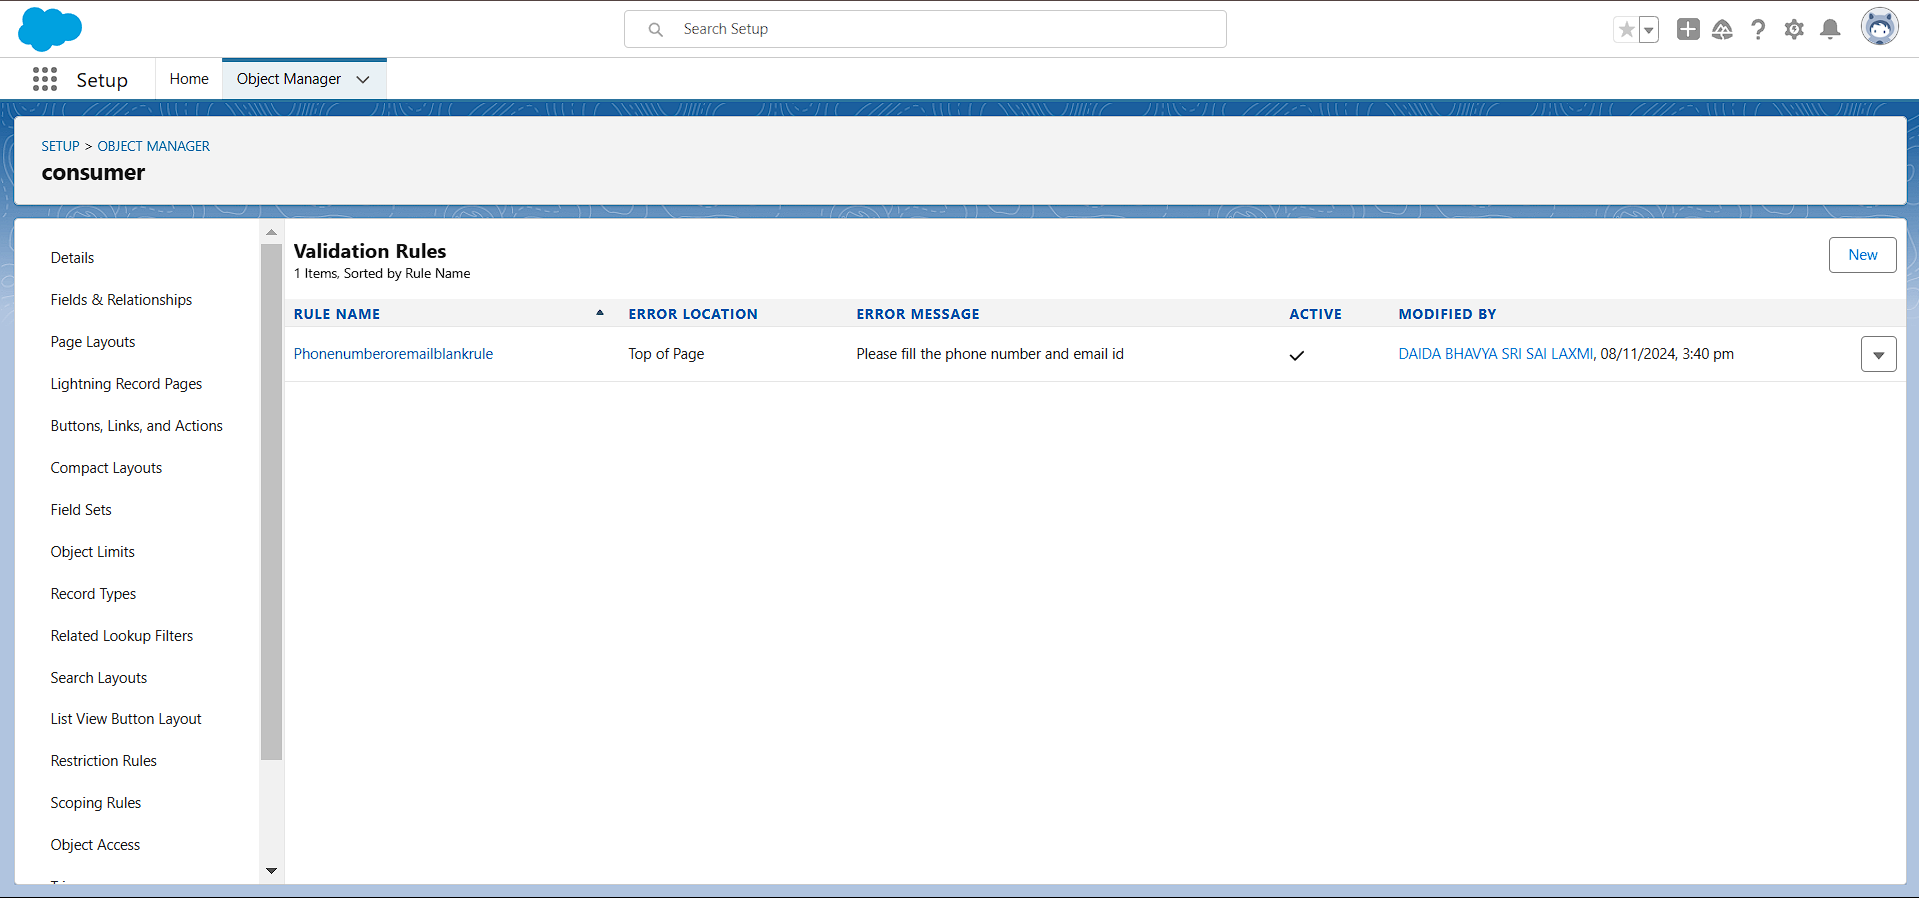 Search Setup
Setup
Home
Object Manager
SETUP > OBJECT MANAGER
consumer
Details
Fields & Relationships
Page Layouts
Lightning Record Pages
Buttons, Links, and Actions
Compact Layouts
Field Sets
Object Limits
Record Types
Related Lookup Filters
Search Layouts
List View Button Layout
Restriction Rules
Scoping Rules
Object Access
Validation Rules
1 Items, Sorted by Rule Name
New
RULE NAME ERROR LOCATION ERROR MESSAGE ACTIVE MODIFIED BY
Phonenumberoremailblankrule Top of Page Please fill the phone number and email id DAIDA BHAVYA SRI SAI LAXMI, 08/11/2024, 3:40 pm